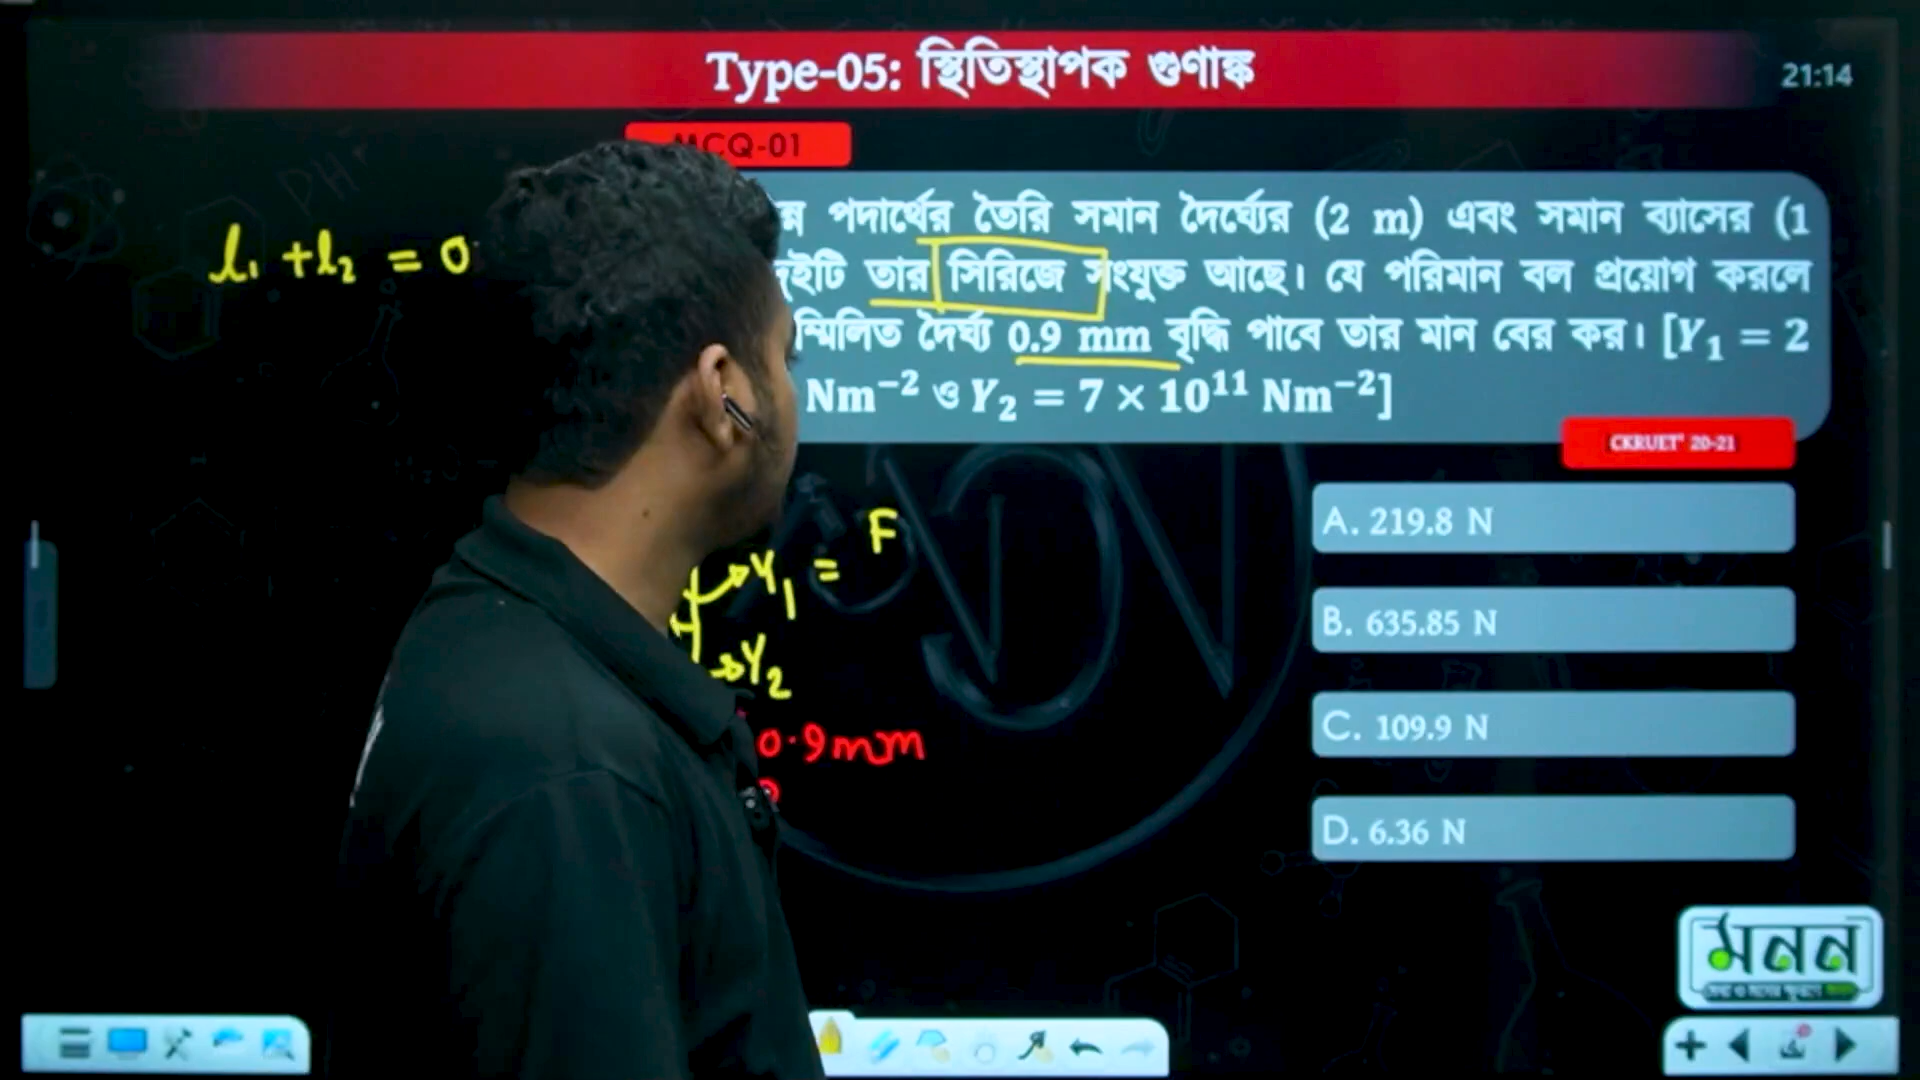 Type-05: স্থিতিস্থাপক গুণাঙ্ক
21:14
MCQ-01
পদার্থের তৈরি সমান দৈর্ঘ্যের (2 m) এবং সমান ব্যাসের (1
তার সিরিজে সংযুক্ত আছে। যে পরিমান বল প্রয়োগ করলে
দৈর্ঘ্য 0.9 mm বৃদ্ধি পাবে তার মান বের কর। [Y₁ = 2
Nm⁻² ও Y₂ = 7 × 10¹¹ Nm⁻²]
CKRUET' 20-21
l₁ + l₂ = 0
Y₁ = F
Y₂
0.9mm
A. 219.8 N
B. 635.85 N
C. 109.9 N
D. 6.36 N
মনন